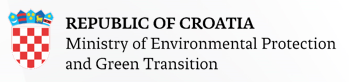 REPUBLIC OF CROATIA
Ministry of Environmental Protection
and Green Transition